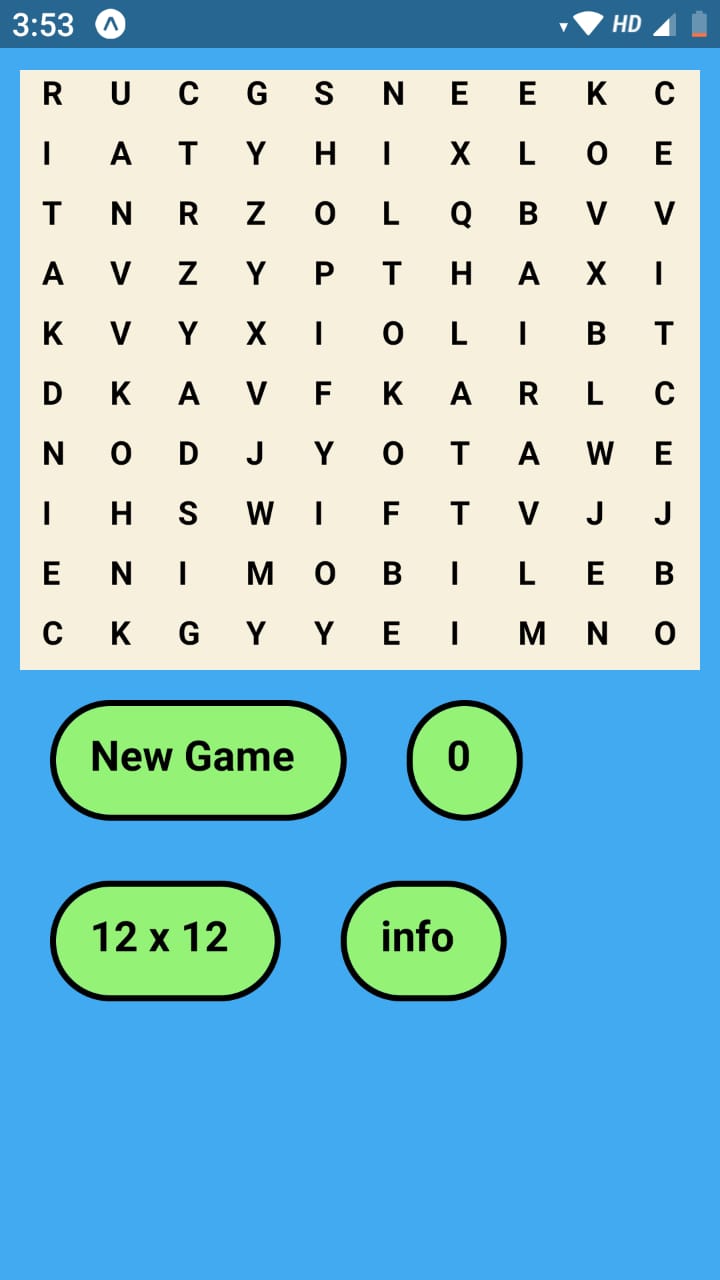 3:53 HD
R U C G S N E E K C
I A T Y H I X L O E
T N R Z O L Q B V V
A V Z Y P T H A X I
K V Y X I O L I B T
D K A V F K A R L C
N O D J Y O T A W E
I H S W I F T V J J
E N I M O B I L E B
C K G Y Y E I M N O
New Game 0
12 x 12 info